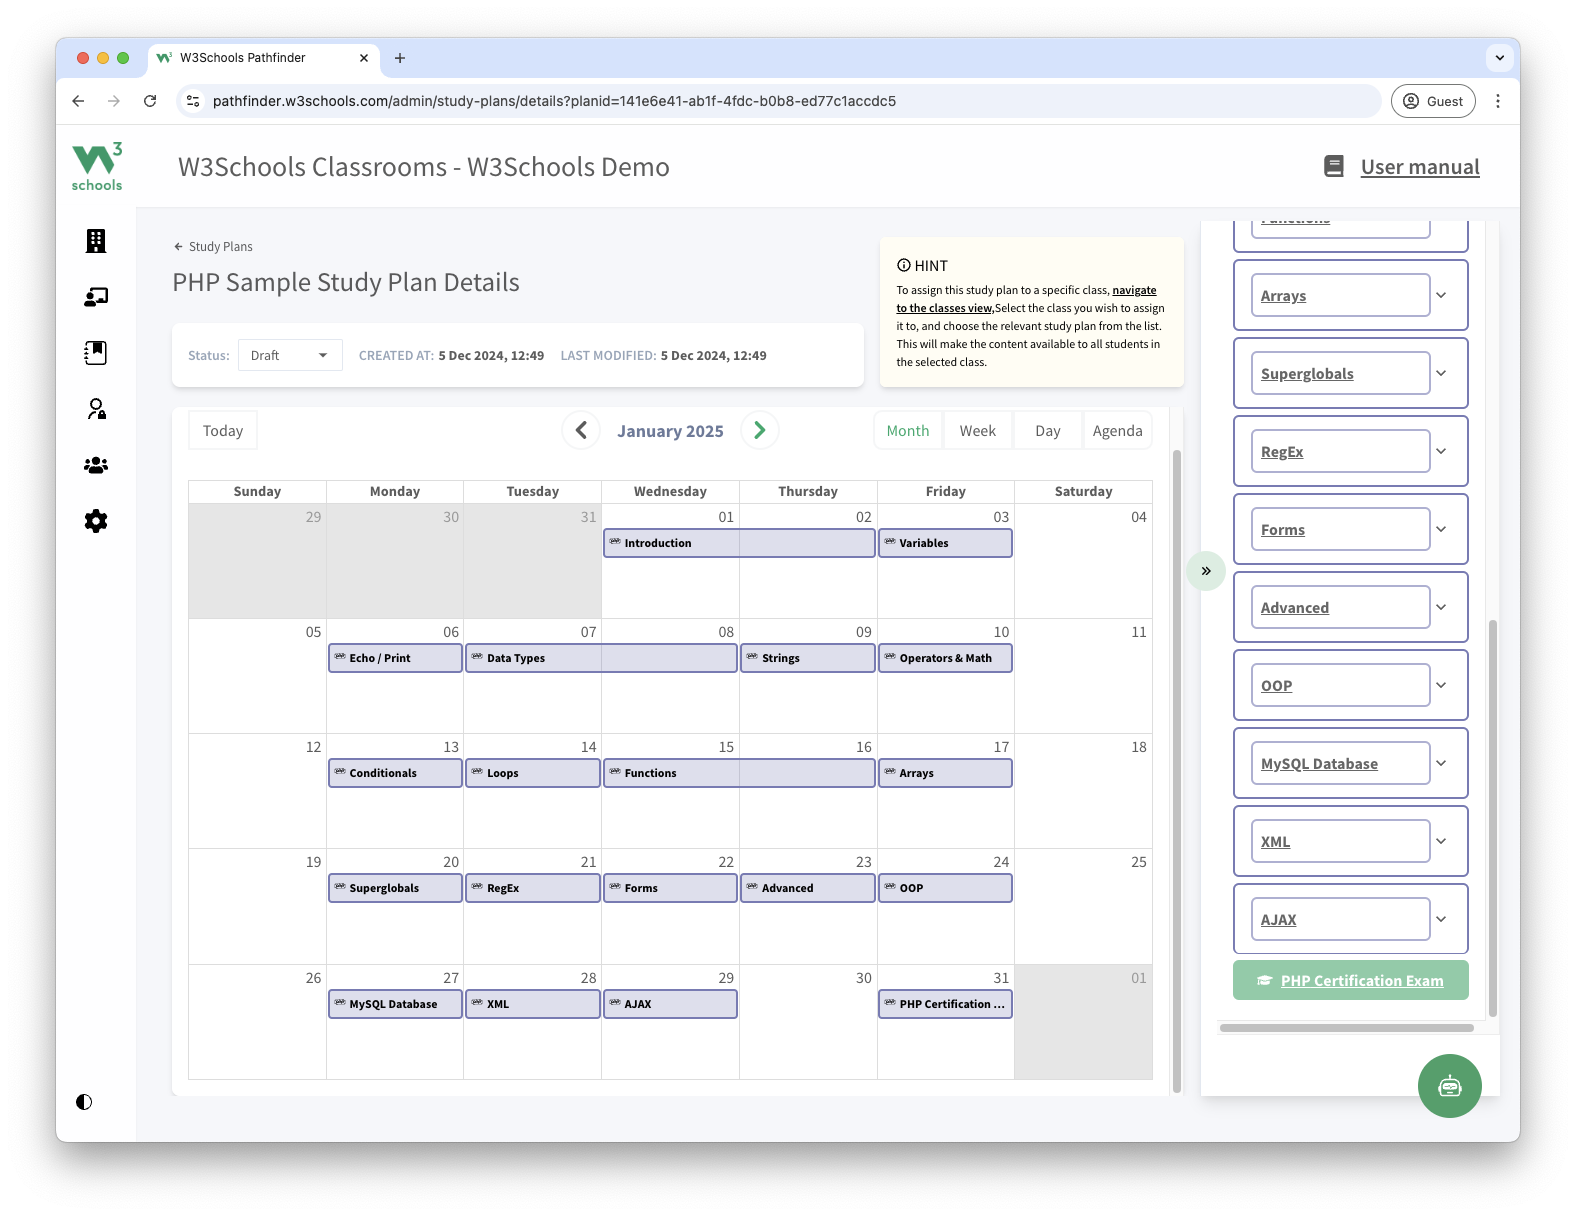 W3Schools Pathfinder
pathfinder.w3schools.com/admin/study-plans/details?planid=141e6e41-ab1f-4fdc-b0b8-ed77c1accdc5
Guest
W3
schools
W3Schools Classrooms - W3Schools Demo
User manual
Study Plans
PHP Sample Study Plan Details
Status: Draft CREATED AT: 5 Dec 2024, 12:49 LAST MODIFIED: 5 Dec 2024, 12:49
HINT
To assign this study plan to a specific class, navigate
to the classes view,Select the class you wish to assign
it to, and choose the relevant study plan from the list.
This will make the content available to all students in
the selected class.
Today
January 2025
Month Week Day Agenda
Sunday Monday Tuesday Wednesday Thursday Friday Saturday
29 30 31 01 02 03 04
Introduction Variables
05 06 07 08 09 10 11
Echo / Print Data Types Strings Operators & Math
12 13 14 15 16 17 18
Conditionals Loops Functions Arrays
19 20 21 22 23 24 25
Superglobals RegEx Forms Advanced OOP
26 27 28 29 30 31 01
MySQL Database XML AJAX PHP Certification ...
Functions
Arrays
Superglobals
RegEx
Forms
Advanced
OOP
MySQL Database
XML
AJAX
PHP Certification Exam